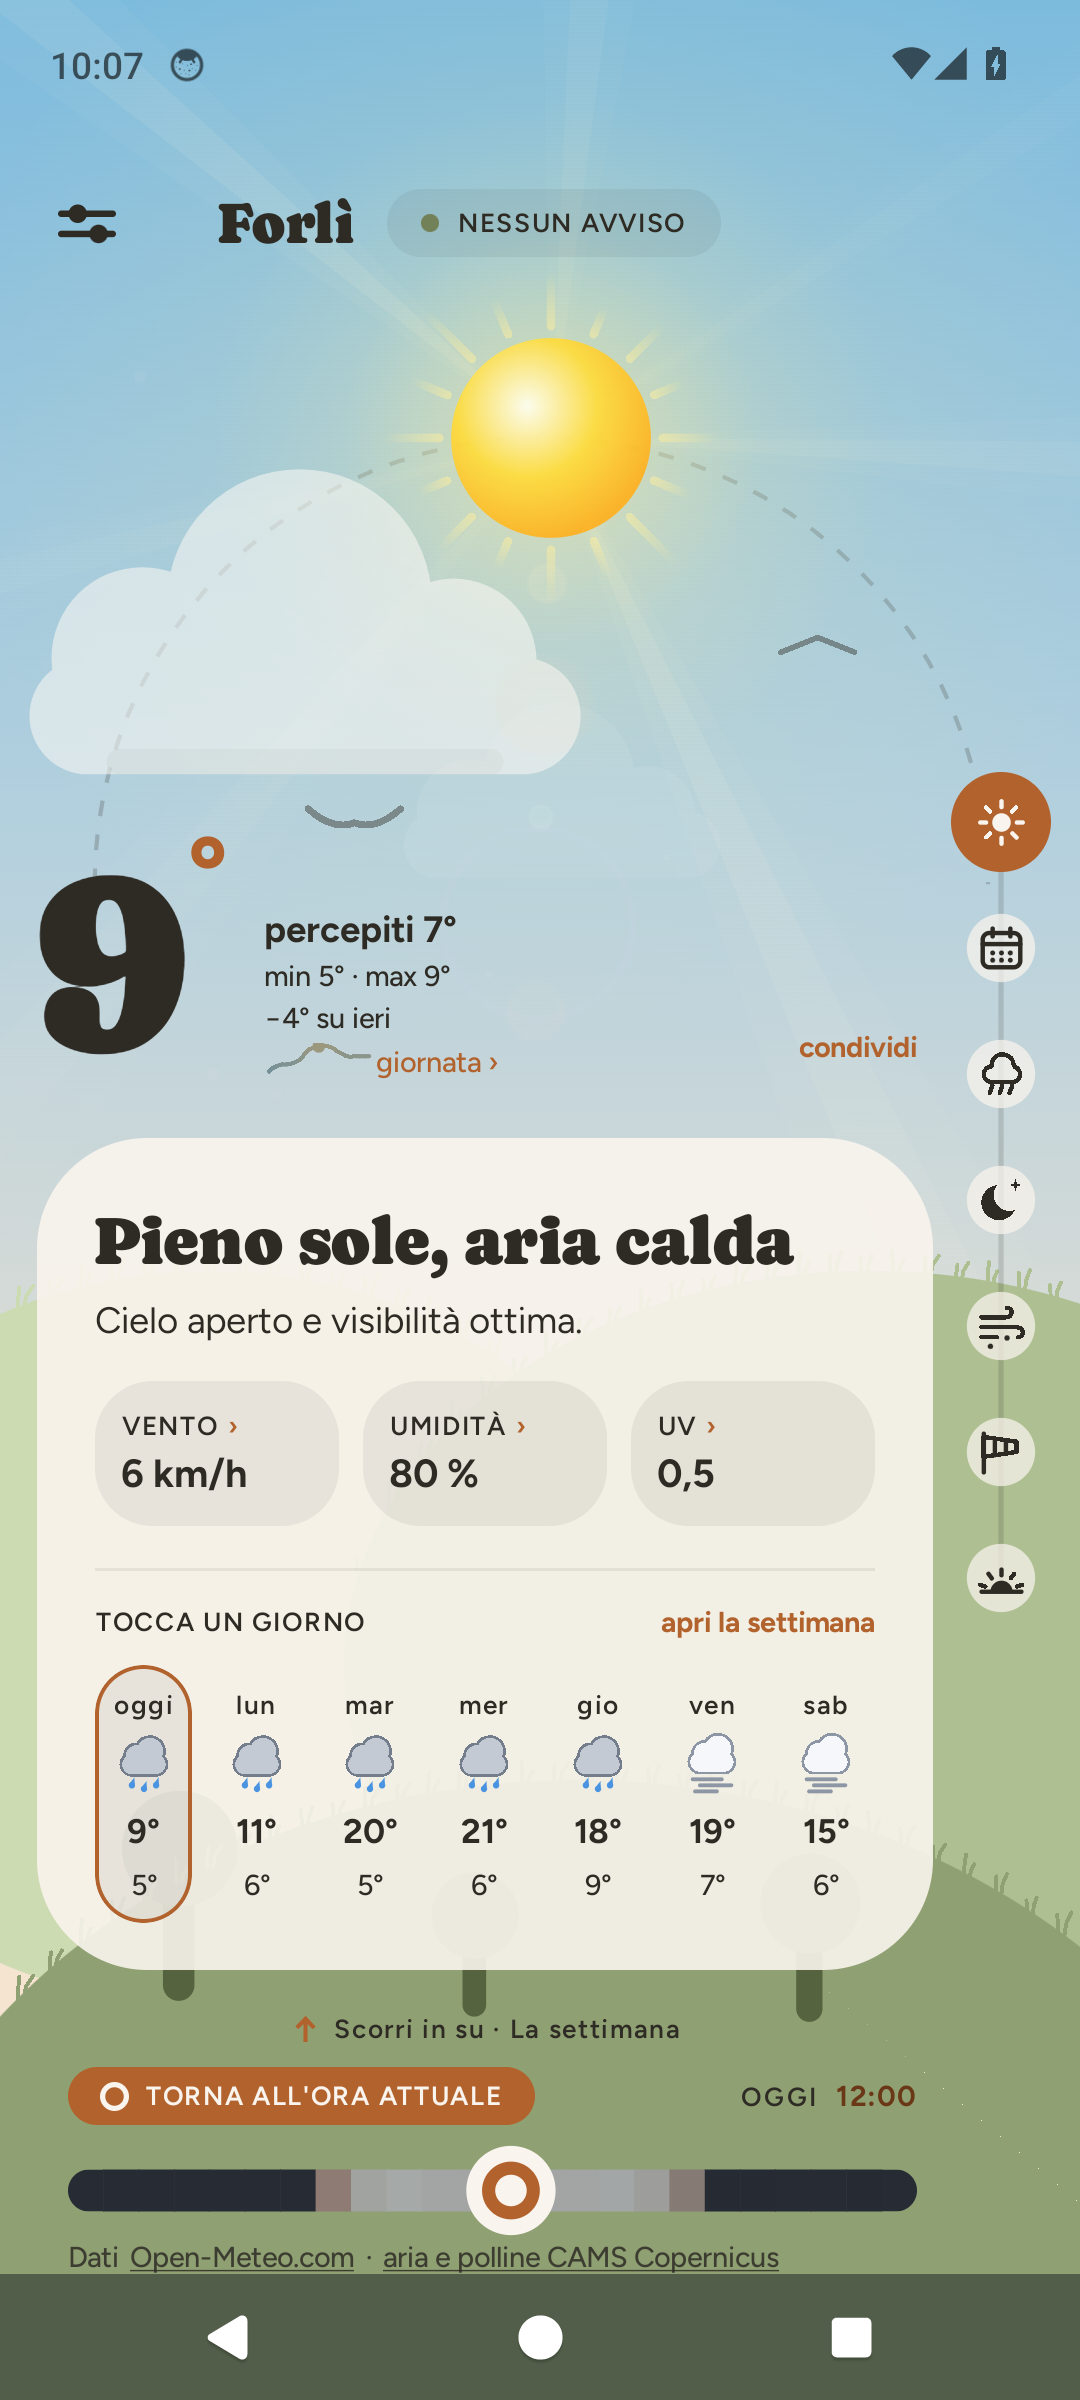 10:07
Forlì
NESSUN AVVISO
9°
percepiti 7°
min 5° · max 9°
−4° su ieri
giornata ›
condividi
Pieno sole, aria calda
Cielo aperto e visibilità ottima.
VENTO › UMIDITÀ › UV ›
6 km/h 80 % 0,5
TOCCA UN GIORNO apri la settimana
oggi lun mar mer gio ven sab
9° 11° 20° 21° 18° 19° 15°
5° 6° 5° 6° 9° 7° 6°
↑ Scorri in su · La settimana
TORNA ALL'ORA ATTUALE OGGI 12:00
Dati Open-Meteo.com · aria e polline CAMS Copernicus